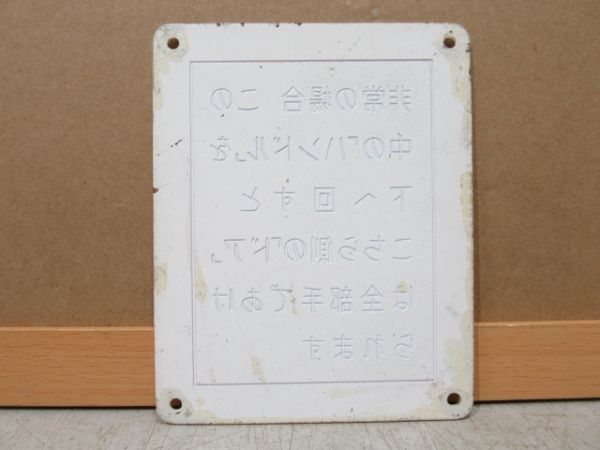 非常の場合 この
中の「ハンドル」を
下へ回すと
こちら側の「ドア」
は全部手であけ
られます